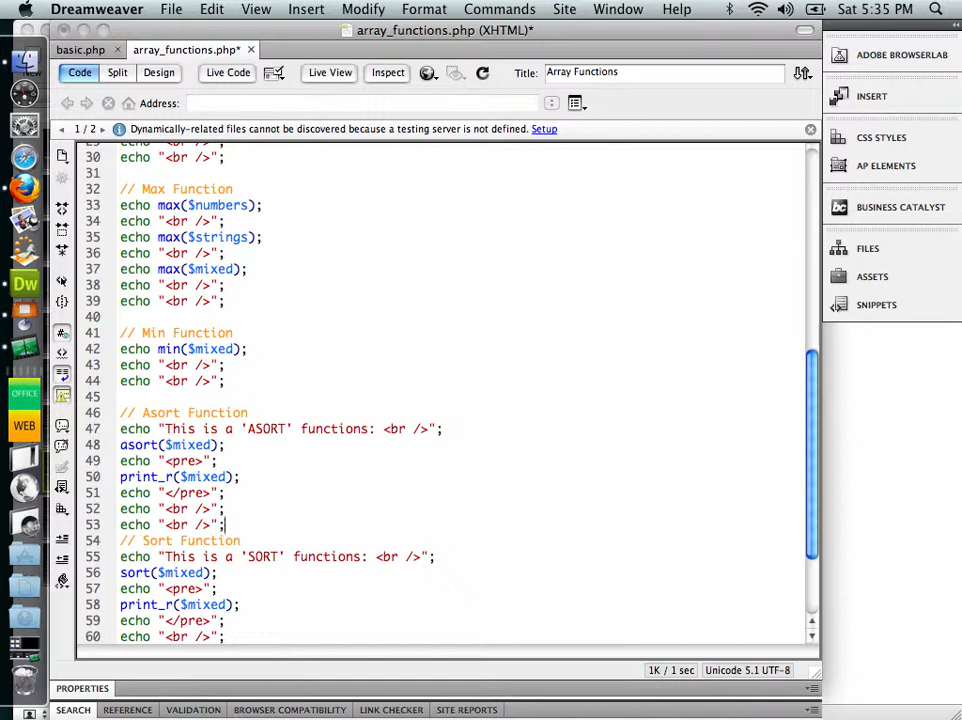 Dreamweaver File Edit View Insert Modify Format Commands Site Window Help Sat 5:35 PM
array_functions.php (XHTML)*
basic.php array_functions.php*
Code Split Design Live Code Live View Inspect Title: Array Functions
Address:
1 / 2 Dynamically-related files cannot be discovered because a testing server is not defined. Setup
30 echo "<br />";
31
32 // Max Function
33 echo max($numbers);
34 echo "<br />";
35 echo max($strings);
36 echo "<br />";
37 echo max($mixed);
38 echo "<br />";
39 echo "<br />";
40
41 // Min Function
42 echo min($mixed);
43 echo "<br />";
44 echo "<br />";
45
46 // Asort Function
47 echo "This is a 'ASORT' functions: <br />";
48 asort($mixed);
49 echo "<pre>";
50 print_r($mixed);
51 echo "</pre>";
52 echo "<br />";
53 echo "<br />";
54 // Sort Function
55 echo "This is a 'SORT' functions: <br />";
56 sort($mixed);
57 echo "<pre>";
58 print_r($mixed);
59 echo "</pre>";
60 echo "<br />";
1K / 1 sec Unicode 5.1 UTF-8
PROPERTIES
SEARCH REFERENCE VALIDATION BROWSER COMPATIBILITY LINK CHECKER SITE REPORTS
ADOBE BROWSERLAB
INSERT
CSS STYLES
AP ELEMENTS
bc BUSINESS CATALYST
FILES
ASSETS
SNIPPETS
Dw
OFFICE
WEB